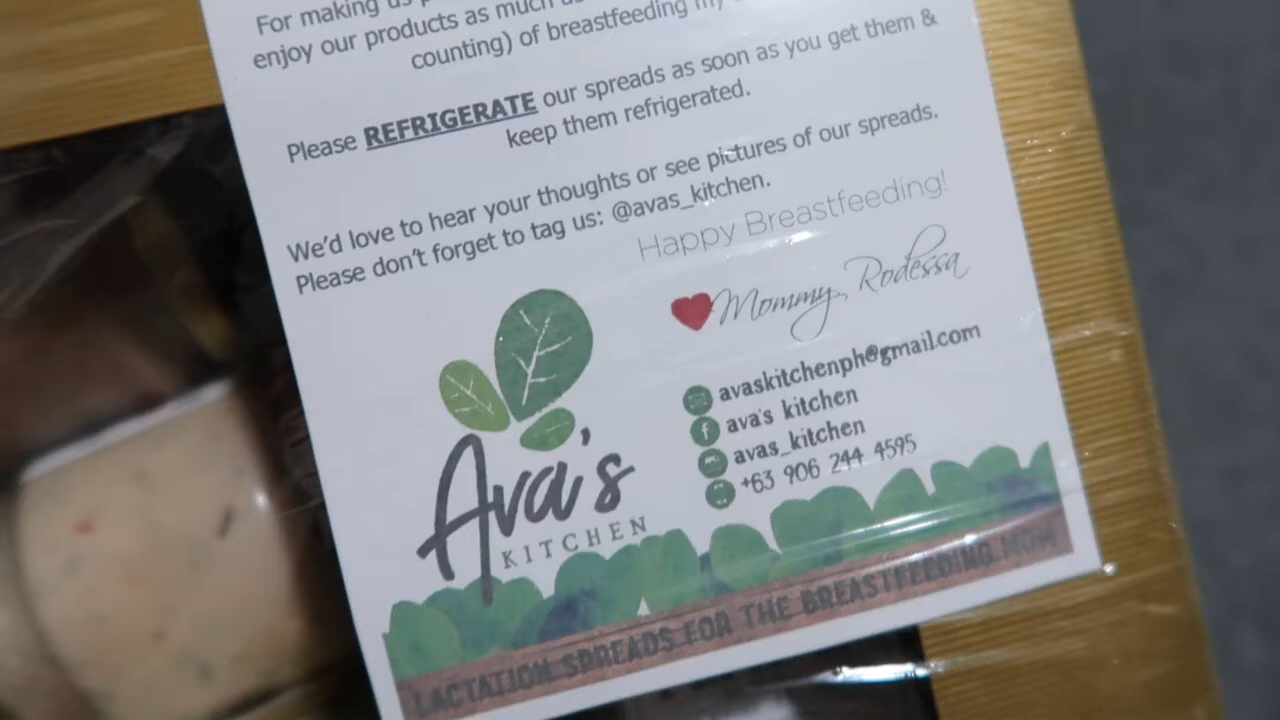 For making us
enjoy our products as much
counting) of breastfeeding my
Please REFRIGERATE our spreads as soon as you get them &
keep them refrigerated.
We'd love to hear your thoughts or see pictures of our spreads.
Please don't forget to tag us: @avas_kitchen.
Happy Breastfeeding!
Mommy Rodessa
Ava's
KITCHEN
avaskitchenph@gmail.com
ava's kitchen
avas_kitchen
+63 906 244 4595
LACTATION SPREADS FOR THE BREASTFEEDING MOM